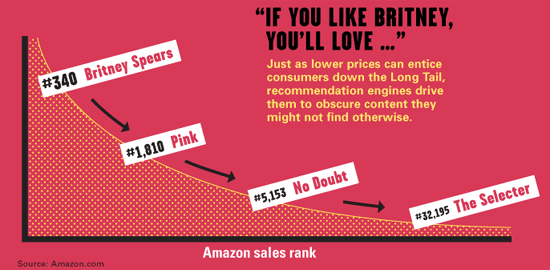 “IF YOU LIKE BRITNEY,
YOU’LL LOVE ...”
Just as lower prices can entice
consumers down the Long Tail,
recommendation engines drive
them to obscure content they
might not find otherwise.
#340 Britney Spears
#1,810 Pink
#5,153 No Doubt
#32,195 The Selecter
Amazon sales rank
Source: Amazon.com